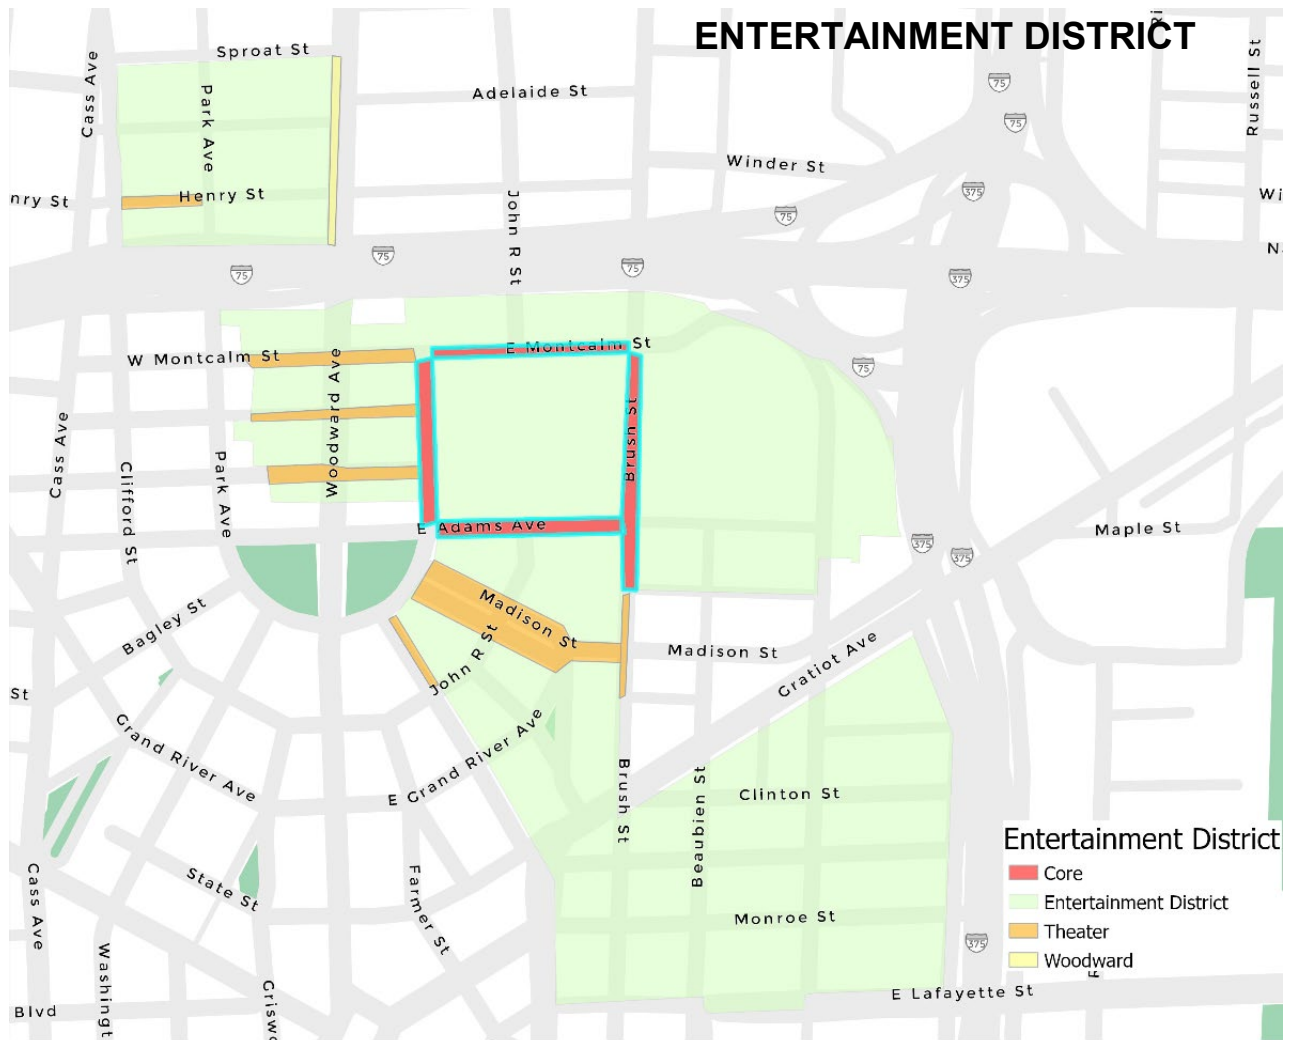 ENTERTAINMENT DISTRICT
Sproat St
Cass Ave
Park Ave
Adelaide St
Russell St
75
75
Winder St
Henry St
nry St
375
Wi
John R St
75
N
75
75
75
375
E Montcalm St
W Montcalm St
Woodward Ave
75
Cass Ave
Clifford St
Park Ave
Brush St
E Adams Ave
Maple St
375
375
Bagley St
Madison St
John R St
Madison St
Gratiot Ave
St
Grand River Ave
E Grand River Ave
Brush St
Beaubien St
Clinton St
Cass Ave
State St
Farmer St
Monroe St
Washingt
Grisw
375
E Lafayette St
Blvd
Entertainment District
Core
Entertainment District
Theater
Woodward